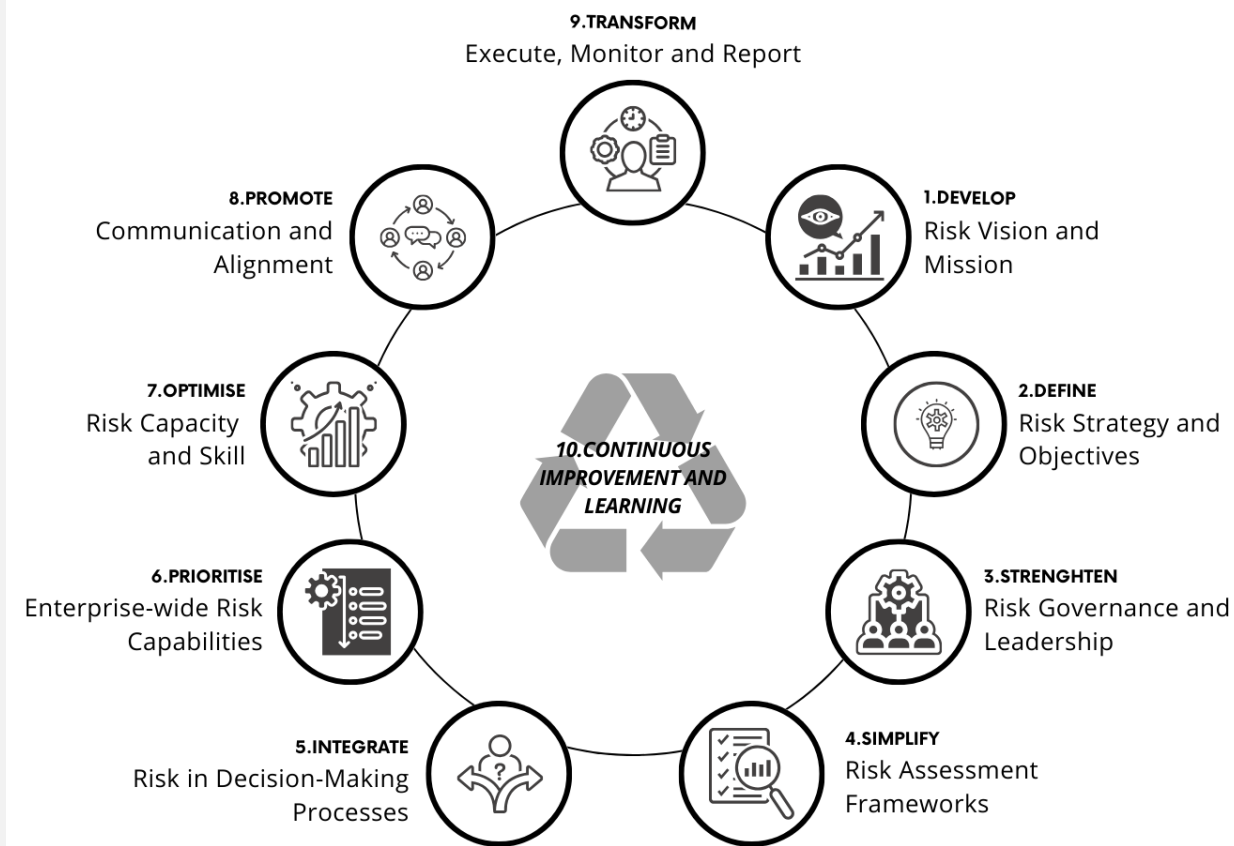 9.TRANSFORM
Execute, Monitor and Report
1.DEVELOP
Risk Vision and
Mission
2.DEFINE
Risk Strategy and
Objectives
3.STRENGHTEN
Risk Governance and
Leadership
4.SIMPLIFY
Risk Assessment
Frameworks
5.INTEGRATE
Risk in Decision-Making
Processes
6.PRIORITISE
Enterprise-wide Risk
Capabilities
7.OPTIMISE
Risk Capacity
and Skill
8.PROMOTE
Communication and
Alignment
10.CONTINUOUS
IMPROVEMENT AND
LEARNING
?